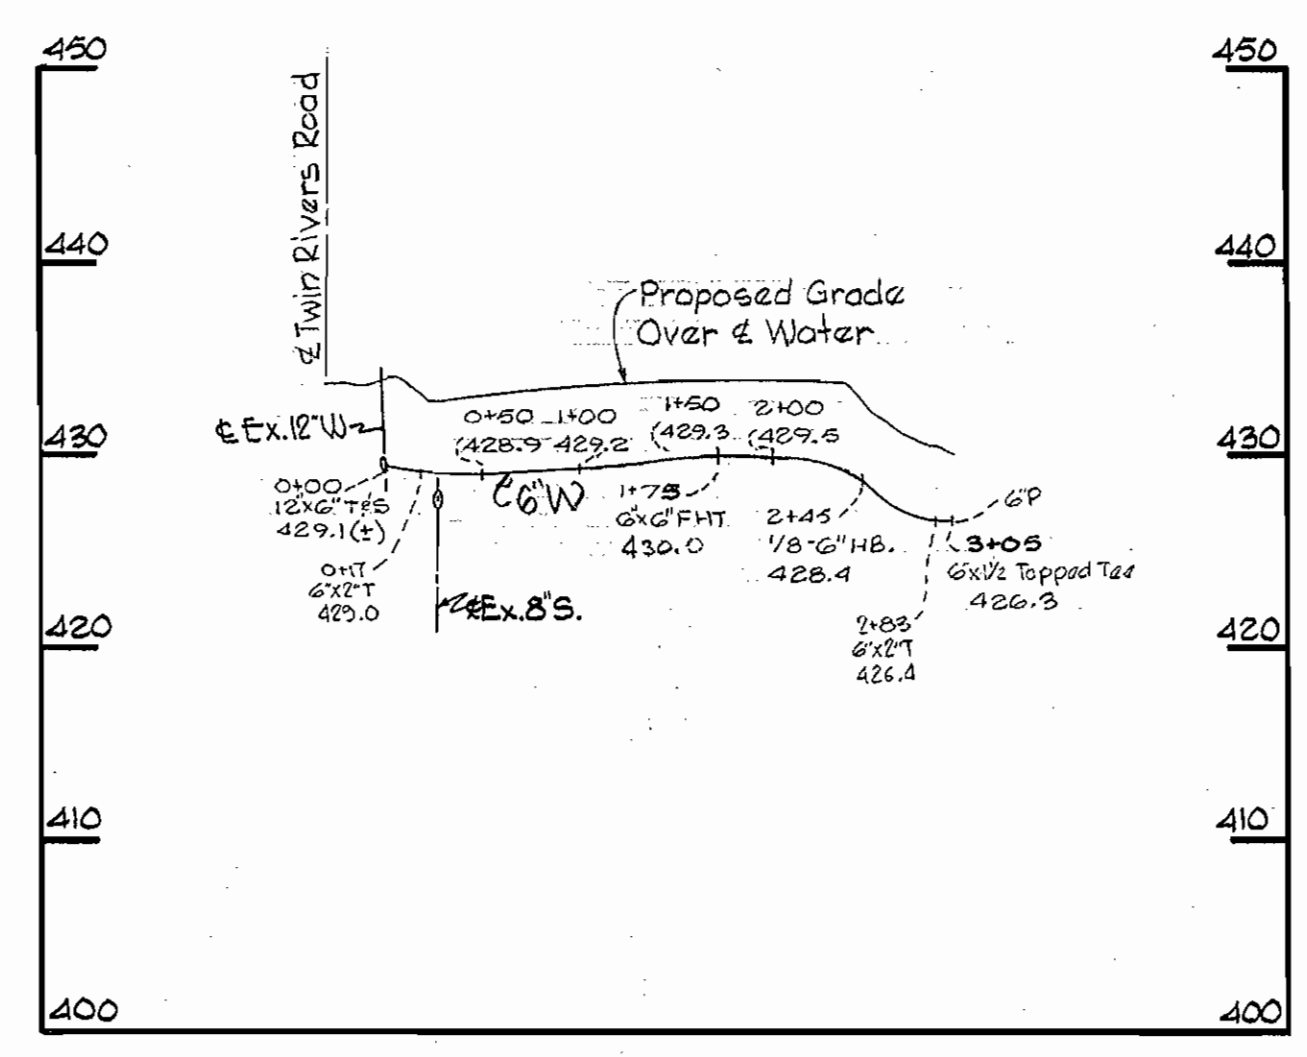 450
450
℄ Twin Rivers Road
440
440
Proposed Grade
Over ℄ Water
0+50 1+00 1+50 2+00
(428.9 429.2 (429.3 (429.5
430
430
℄ Ex. 12"W
0+00
12"x6" Tee
429.1(±)
℄ 6"W
1+75
6"x6" FHT
430.0
2+45
1/8-6" HB.
428.4
6"P
3+05
6"x1/2 Tapped Tee
426.3
0+17
6"x2"T
429.0
℄ Ex. 8"S.
2+83
6"x2"T
426.4
420
420
410
410
400
400